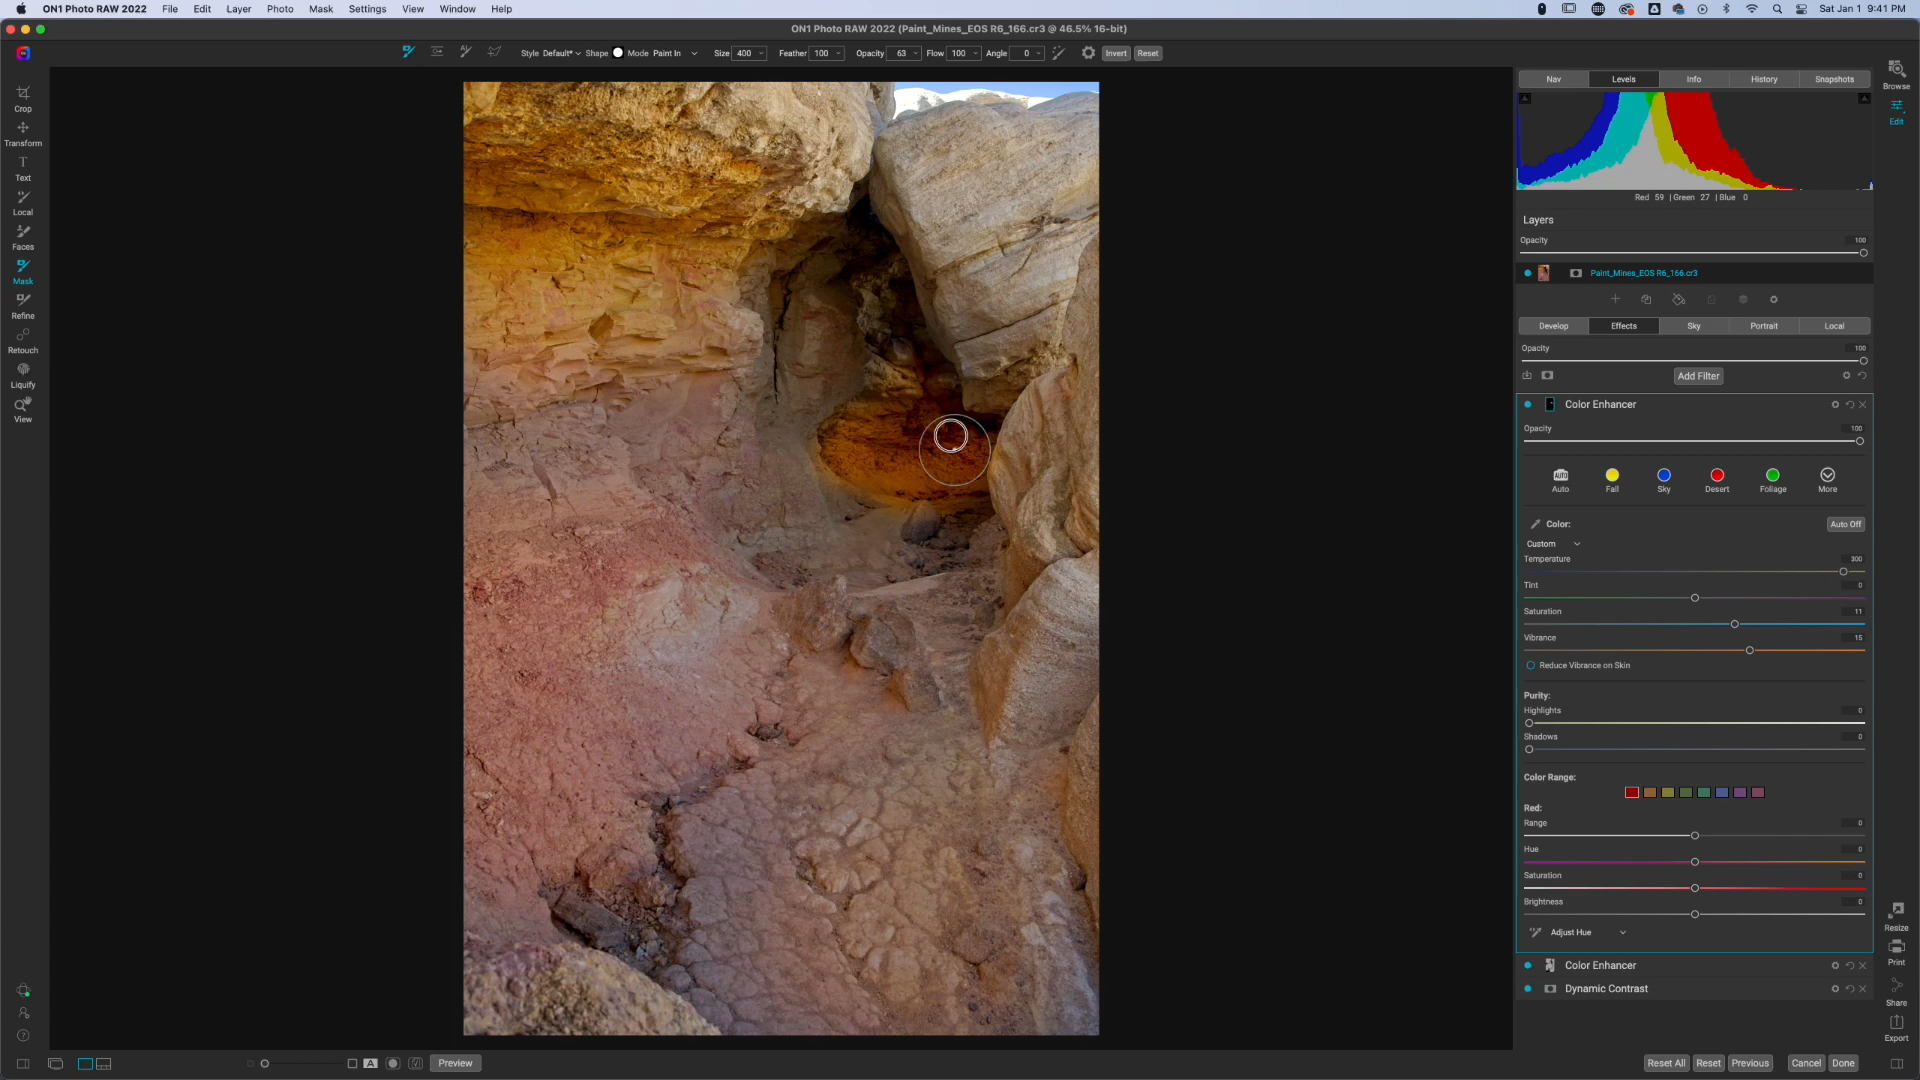 ON1 Photo RAW 2022 File Edit Layer Photo Mask Settings View Window Help Sat Jan 1 9:41 PM
ON1 Photo RAW 2022 (Paint_Mines_EOS R6_166.cr3 @ 46.5% 16-bit)
Style Default* Shape Mode Paint In Size 400 Feather 100 Opacity 63 Flow 100 Angle 0 Invert Reset
Crop
Transform
Text
Local
Faces
Mask
Refine
Retouch
Liquify
View
Nav Levels Info History Snapshots
Red 59 | Green 27 | Blue 0
Layers
Opacity 100
Paint_Mines_EOS R6_166.cr3
Develop Effects Sky Portrait Local
Opacity 100
Add Filter
Color Enhancer
Opacity 100
AUTO
Auto Fall Sky Desert Foliage More
Color: Auto Off
Custom
Temperature 300
Tint 0
Saturation 11
Vibrance 15
Reduce Vibrance on Skin
Purity:
Highlights 0
Shadows 0
Color Range:
Red:
Range 0
Hue 0
Saturation 0
Brightness 0
Adjust Hue
Color Enhancer
Dynamic Contrast
Browse
Edit
Resize
Print
Share
Export
A Preview Reset All Reset Previous Cancel Done